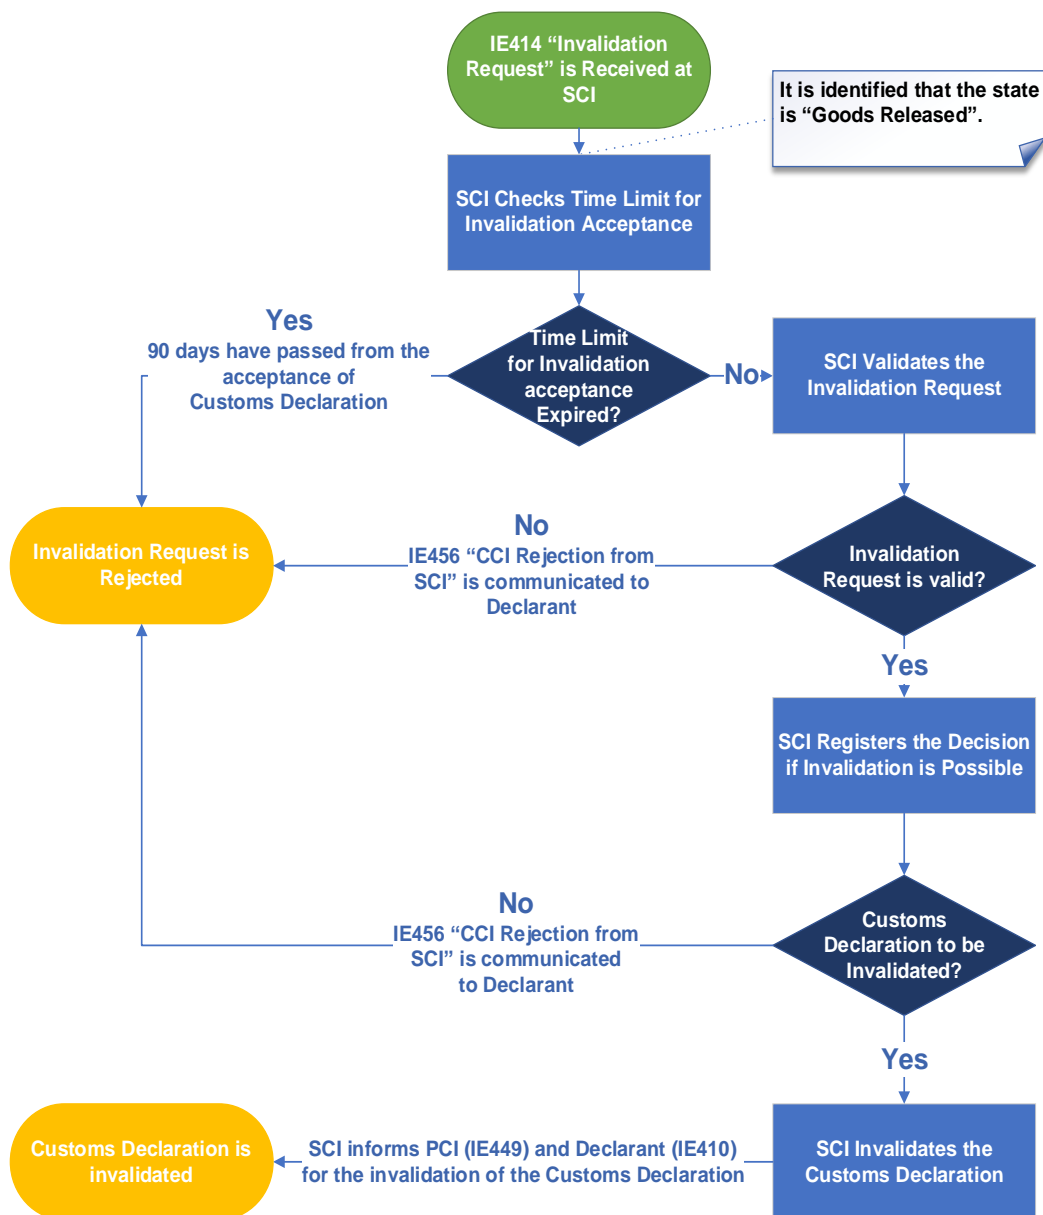 IE414 “Invalidation
Request” is Received at
SCI
It is identified that the state
is “Goods Released”.
SCI Checks Time Limit for
Invalidation Acceptance
Yes
90 days have passed from the
acceptance of
Customs Declaration
Time Limit
for Invalidation
acceptance
Expired?
No
SCI Validates the
Invalidation Request
Invalidation Request is
Rejected
No
IE456 “CCI Rejection from
SCI” is communicated to
Declarant
Invalidation
Request is valid?
Yes
SCI Registers the Decision
if Invalidation is Possible
No
IE456 “CCI Rejection from
SCI” is communicated
to Declarant
Customs
Declaration to be
Invalidated?
Yes
Customs Declaration is
invalidated
SCI informs PCI (IE449) and Declarant (IE410)
for the invalidation of the Customs Declaration
SCI Invalidates the
Customs Declaration